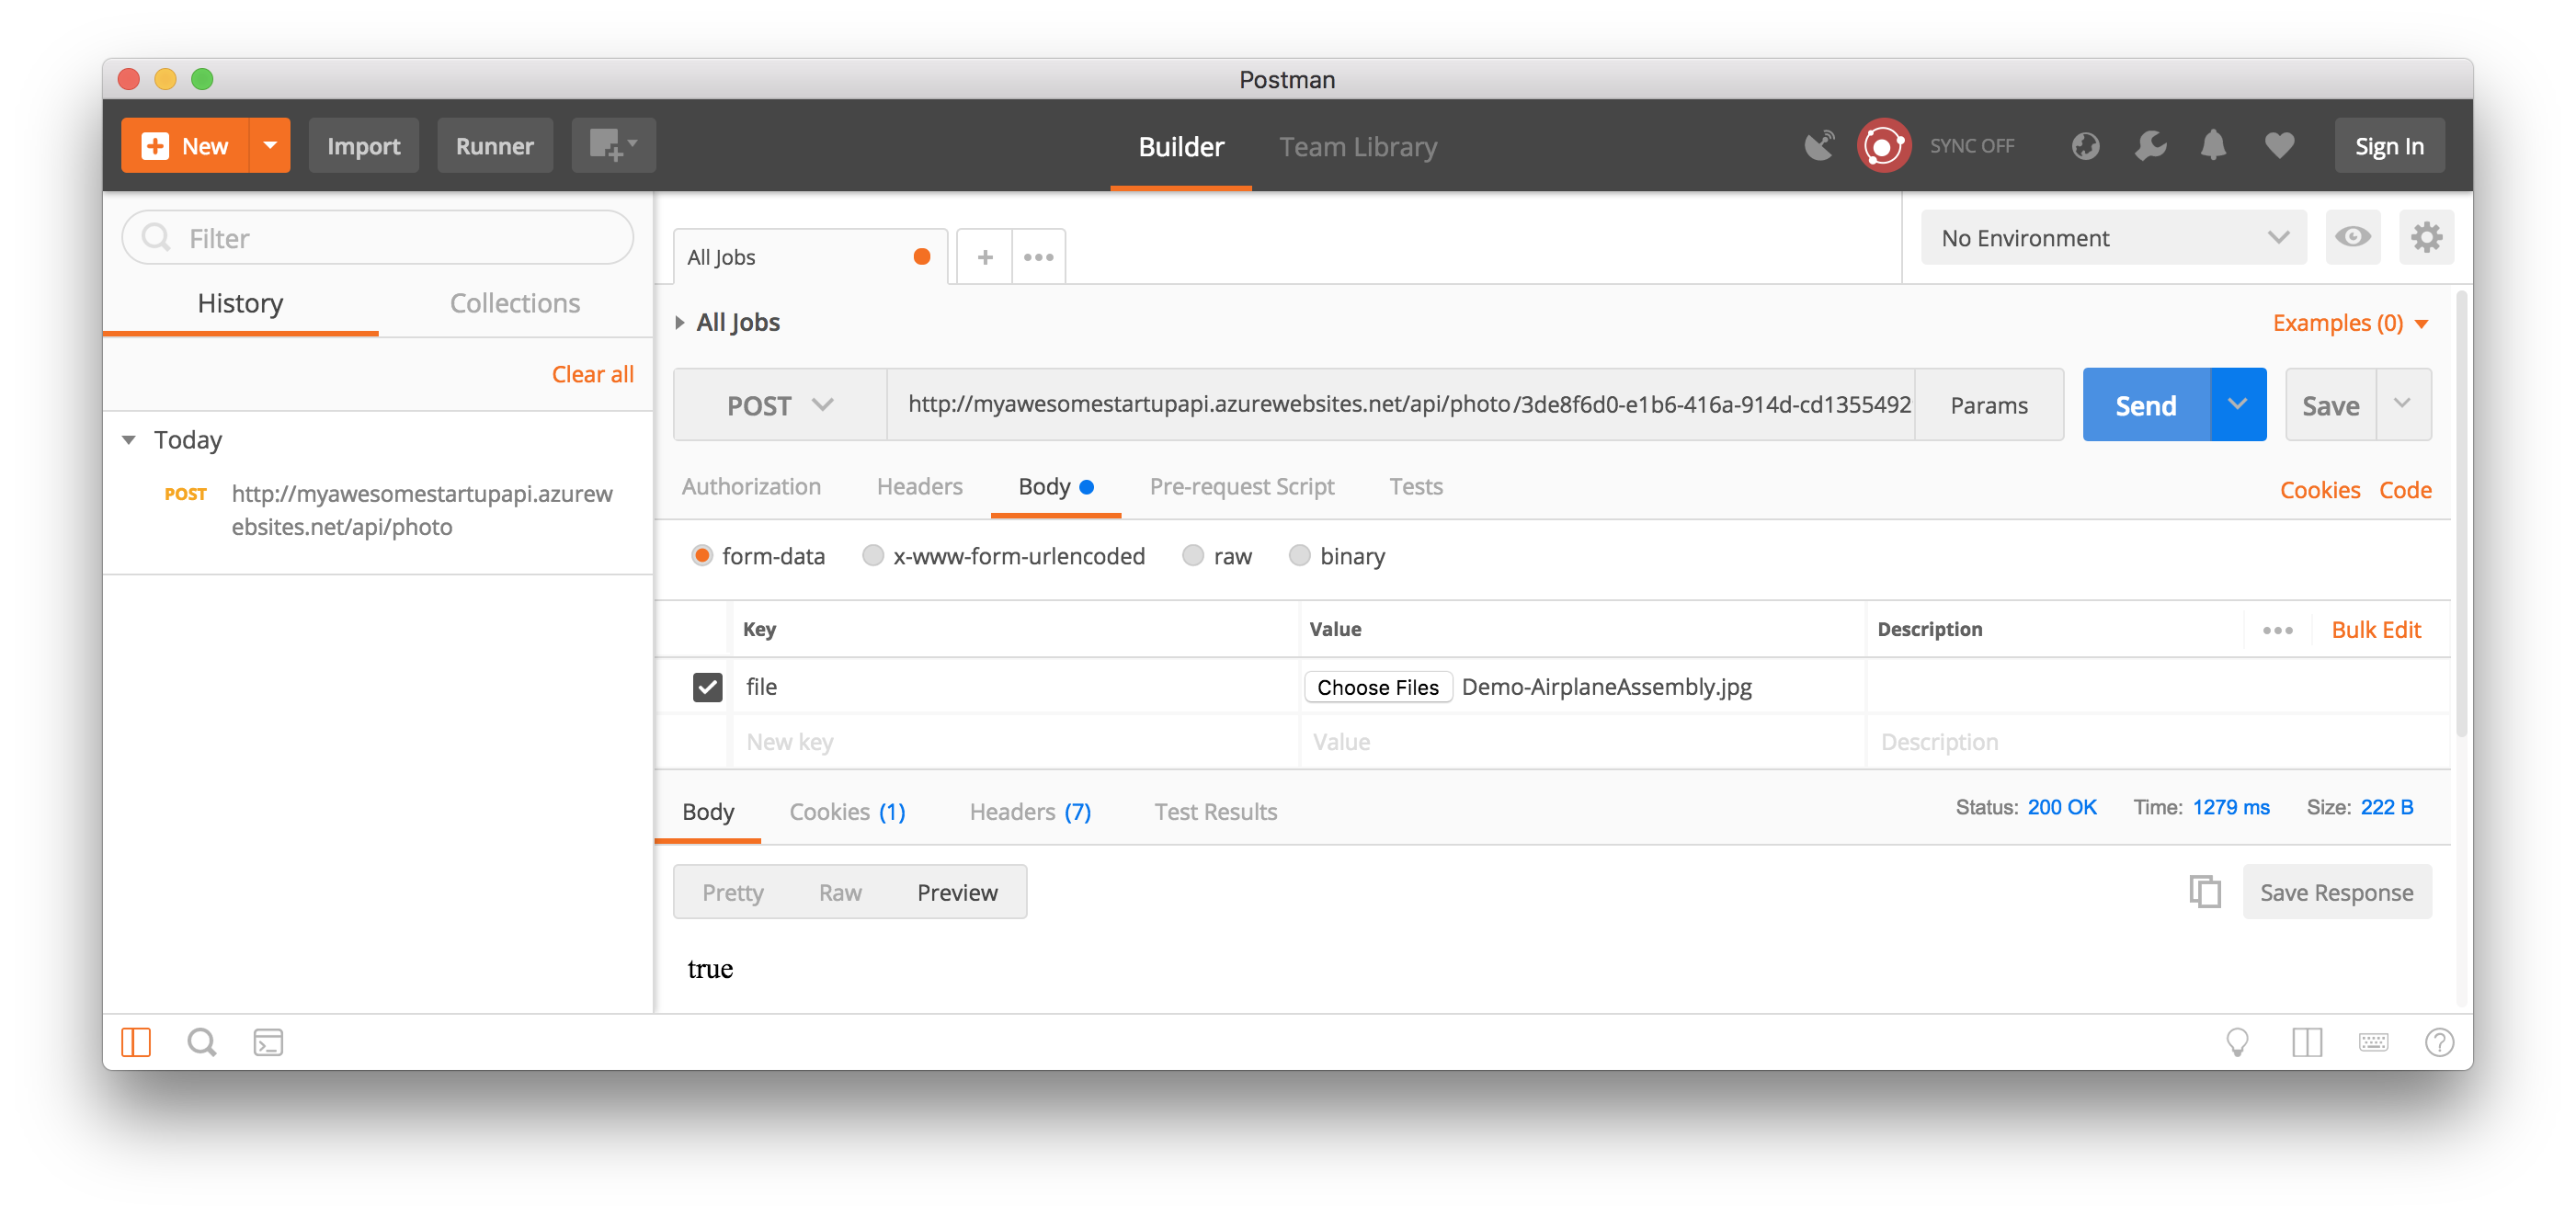 Postman
New
Import
Runner
Builder
Team Library
SYNC OFF
Sign In
Filter
History
Collections
Clear all
Today
POST http://myawesomestartupapi.azurew
ebsites.net/api/photo
All Jobs
+
No Environment
All Jobs
Examples (0)
POST
http://myawesomestartupapi.azurewebsites.net/api/photo/3de8f6d0-e1b6-416a-914d-cd1355492
Params
Send
Save
Authorization
Headers
Body
Pre-request Script
Tests
Cookies
Code
form-data
x-www-form-urlencoded
raw
binary
Key
Value
Description
Bulk Edit
file
Choose Files
Demo-AirplaneAssembly.jpg
New key
Value
Description
Body
Cookies (1)
Headers (7)
Test Results
Status: 200 OK
Time: 1279 ms
Size: 222 B
Pretty
Raw
Preview
Save Response
true